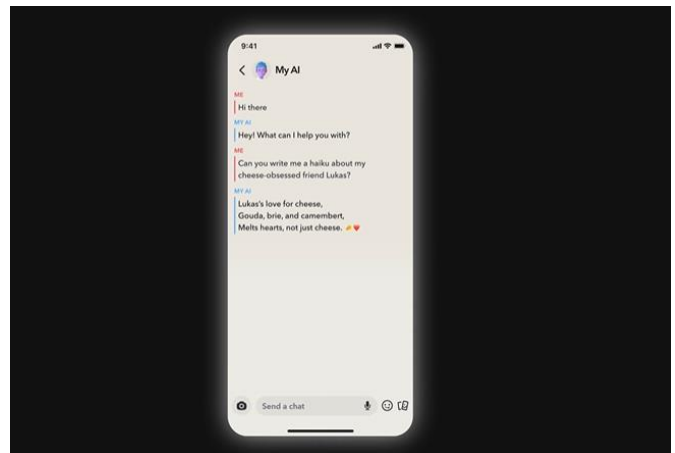 9:41
My AI
ME
Hi there
MY AI
Hey! What can I help you with?
ME
Can you write me a haiku about my
cheese-obsessed friend Lukas?
MY AI
Lukas's love for cheese,
Gouda, brie, and camembert,
Melts hearts, not just cheese. 🧀❤️
Send a chat